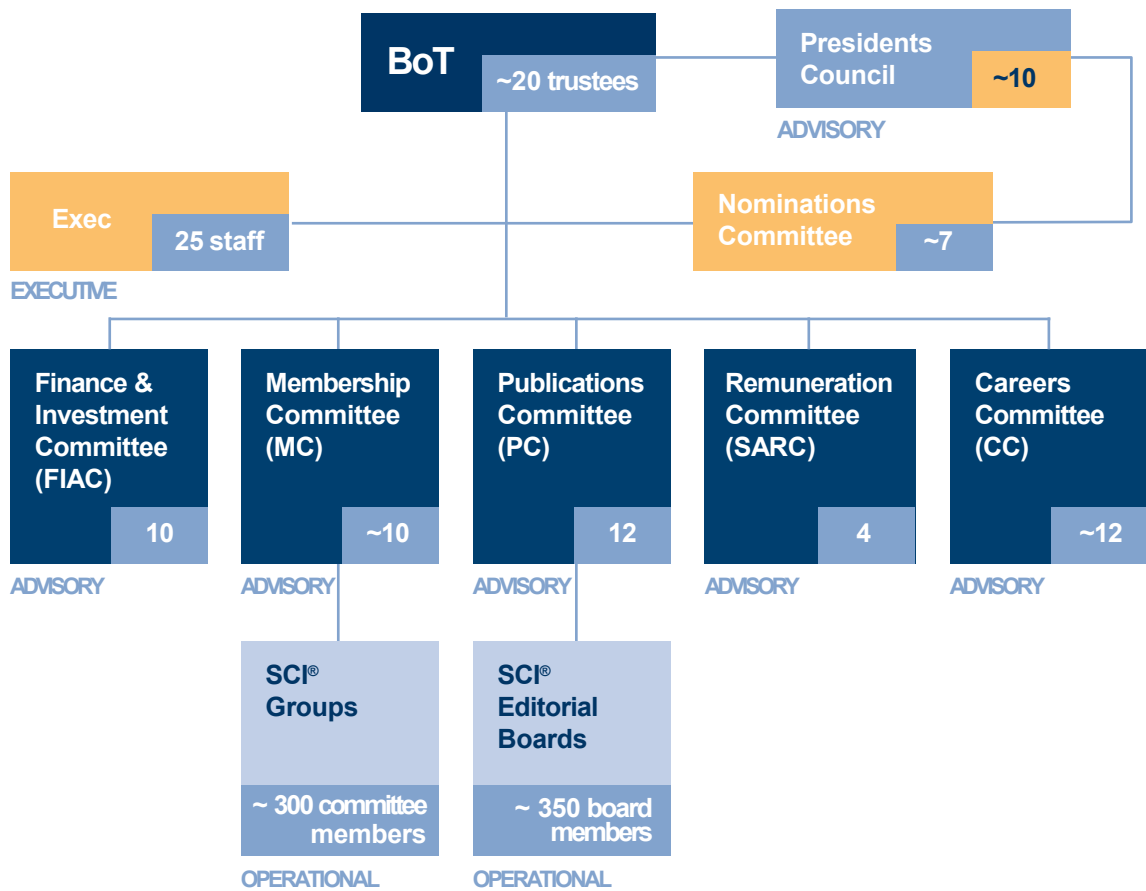 BoT
~20 trustees
Presidents
Council
~10
ADVISORY
Exec
25 staff
EXECUTIVE
Nominations
Committee
~7
Finance &
Investment
Committee
(FIAC)
10
ADVISORY
Membership
Committee
(MC)
~10
ADVISORY
Publications
Committee
(PC)
12
ADVISORY
Remuneration
Committee
(SARC)
4
ADVISORY
Careers
Committee
(CC)
~12
ADVISORY
SCI®
Groups
~ 300 committee
members
OPERATIONAL
SCI®
Editorial
Boards
~ 350 board
members
OPERATIONAL